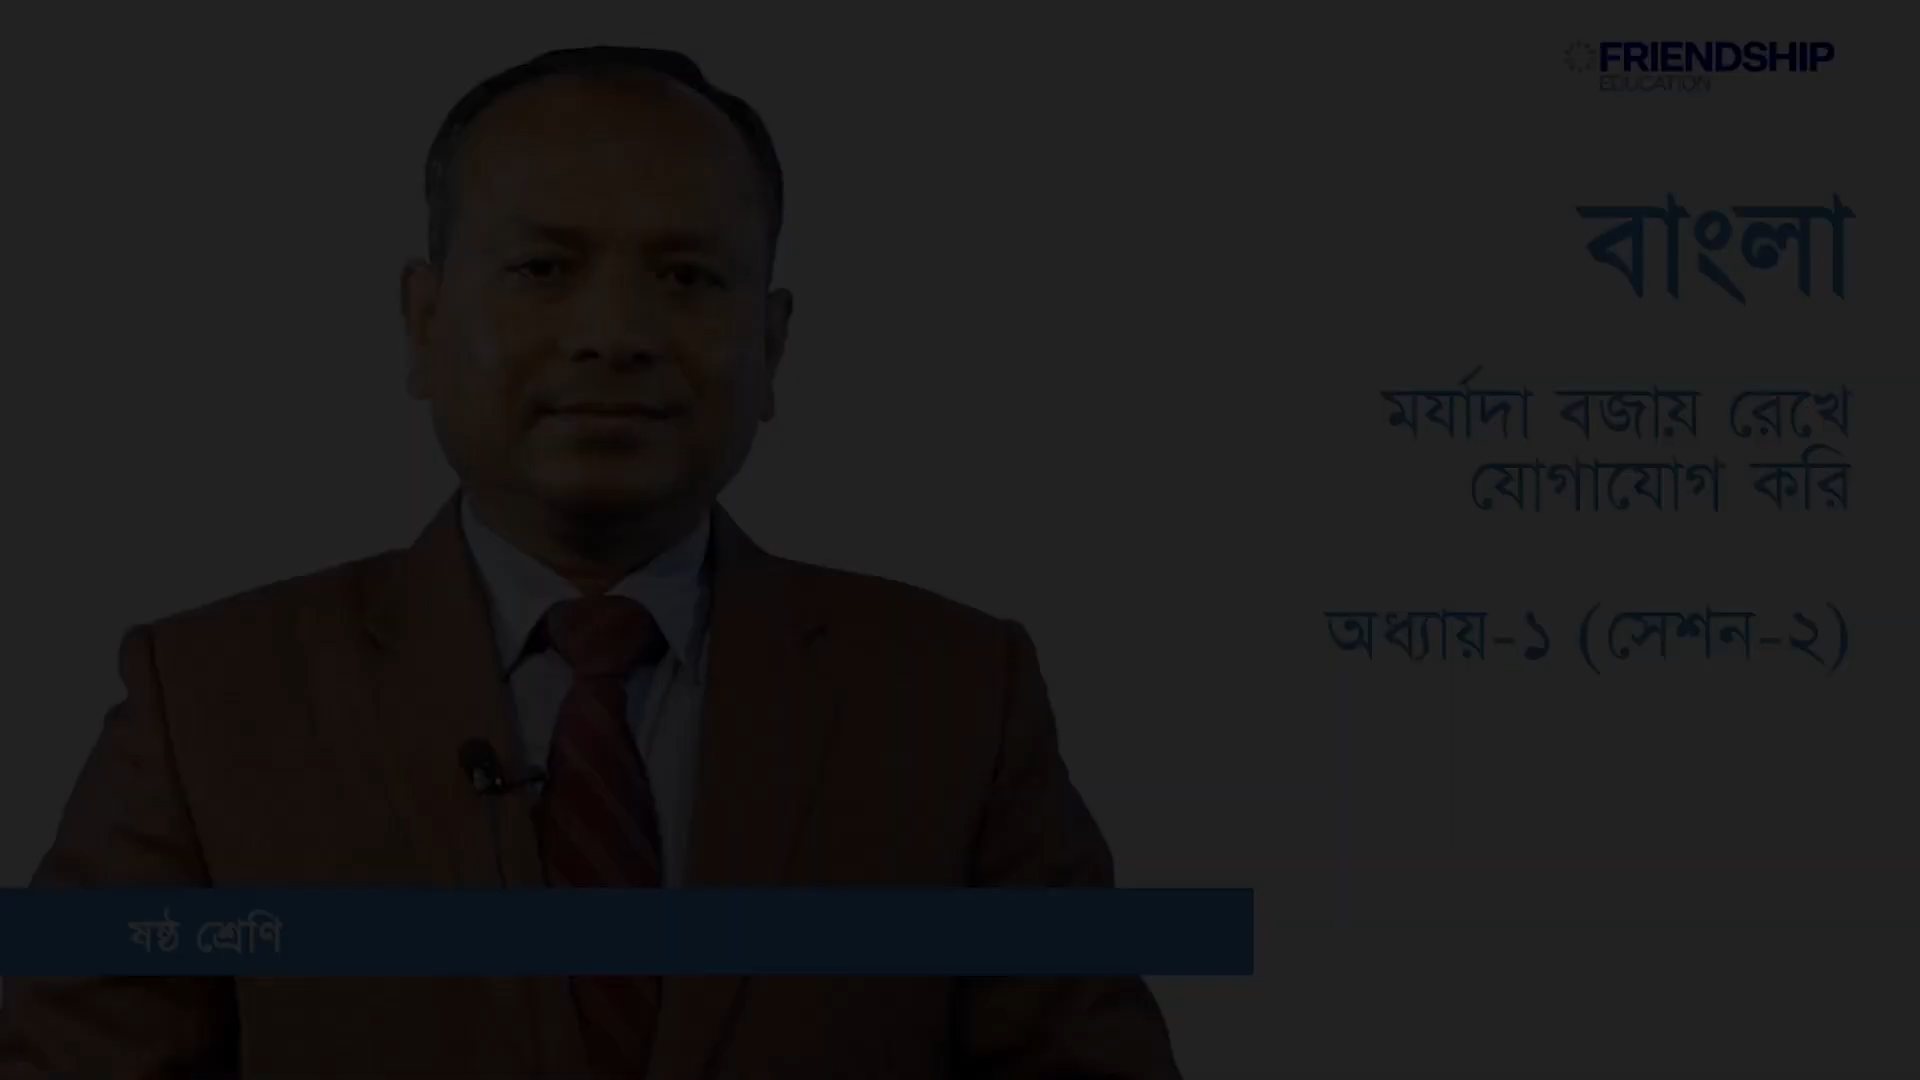 FRIENDSHIP
EDUCATION
বাংলা
মর্যাদা বজায় রেখে
যোগাযোগ করি
অধ্যায়-১ (সেশন-২)
ষষ্ঠ শ্রেণি